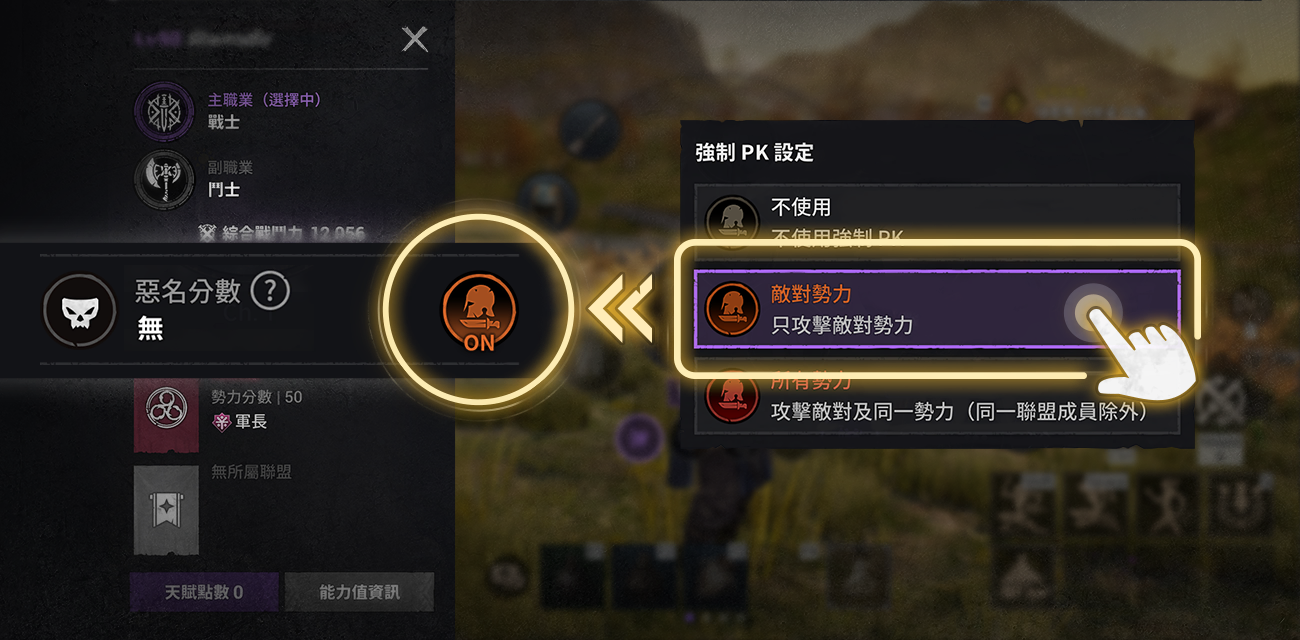 主職業（選擇中）
戰士
副職業
鬥士
綜合戰鬥力 12,056
惡名分數 ?
無
ON
勢力分數 | 50
軍長
無所屬聯盟
天賦點數 0
能力值資訊
強制 PK 設定
不使用
不使用強制 PK
敵對勢力
只攻擊敵對勢力
所有勢力
攻擊敵對及同一勢力（同一聯盟成員除外）